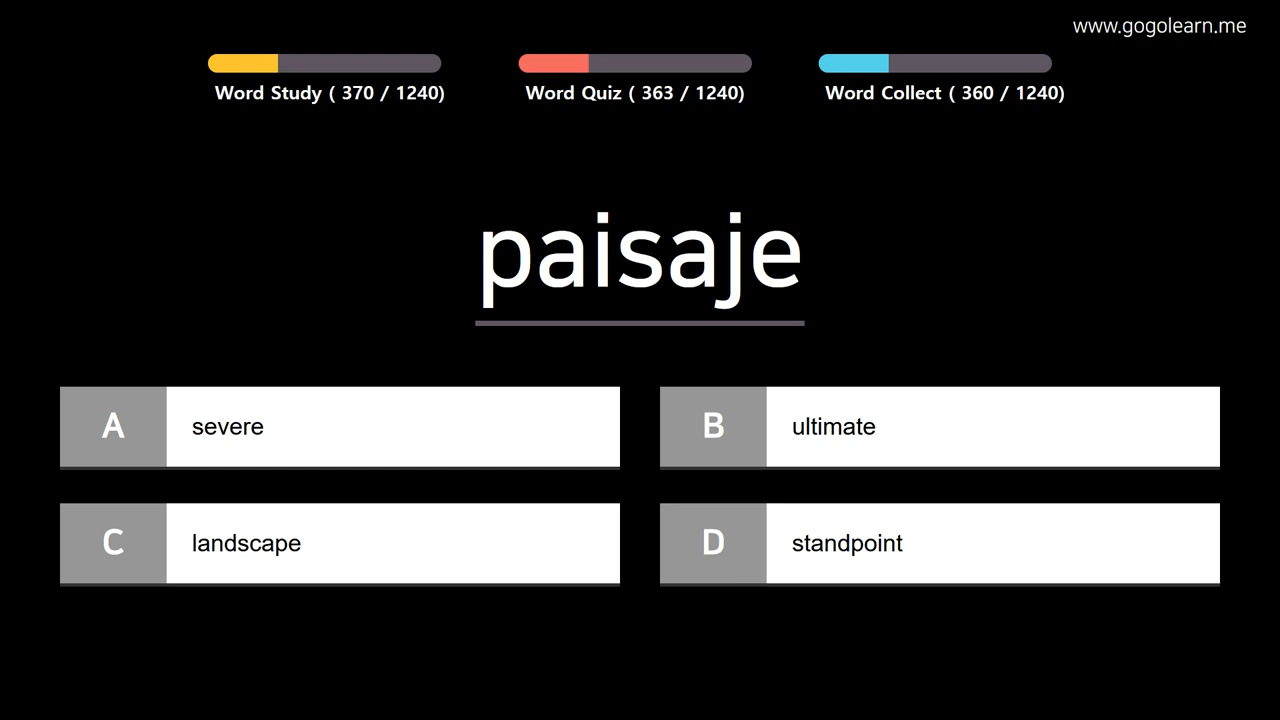 www.gogolearn.me
Word Study ( 370 / 1240)
Word Quiz ( 363 / 1240)
Word Collect ( 360 / 1240)
paisaje
A severe
B ultimate
C landscape
D standpoint